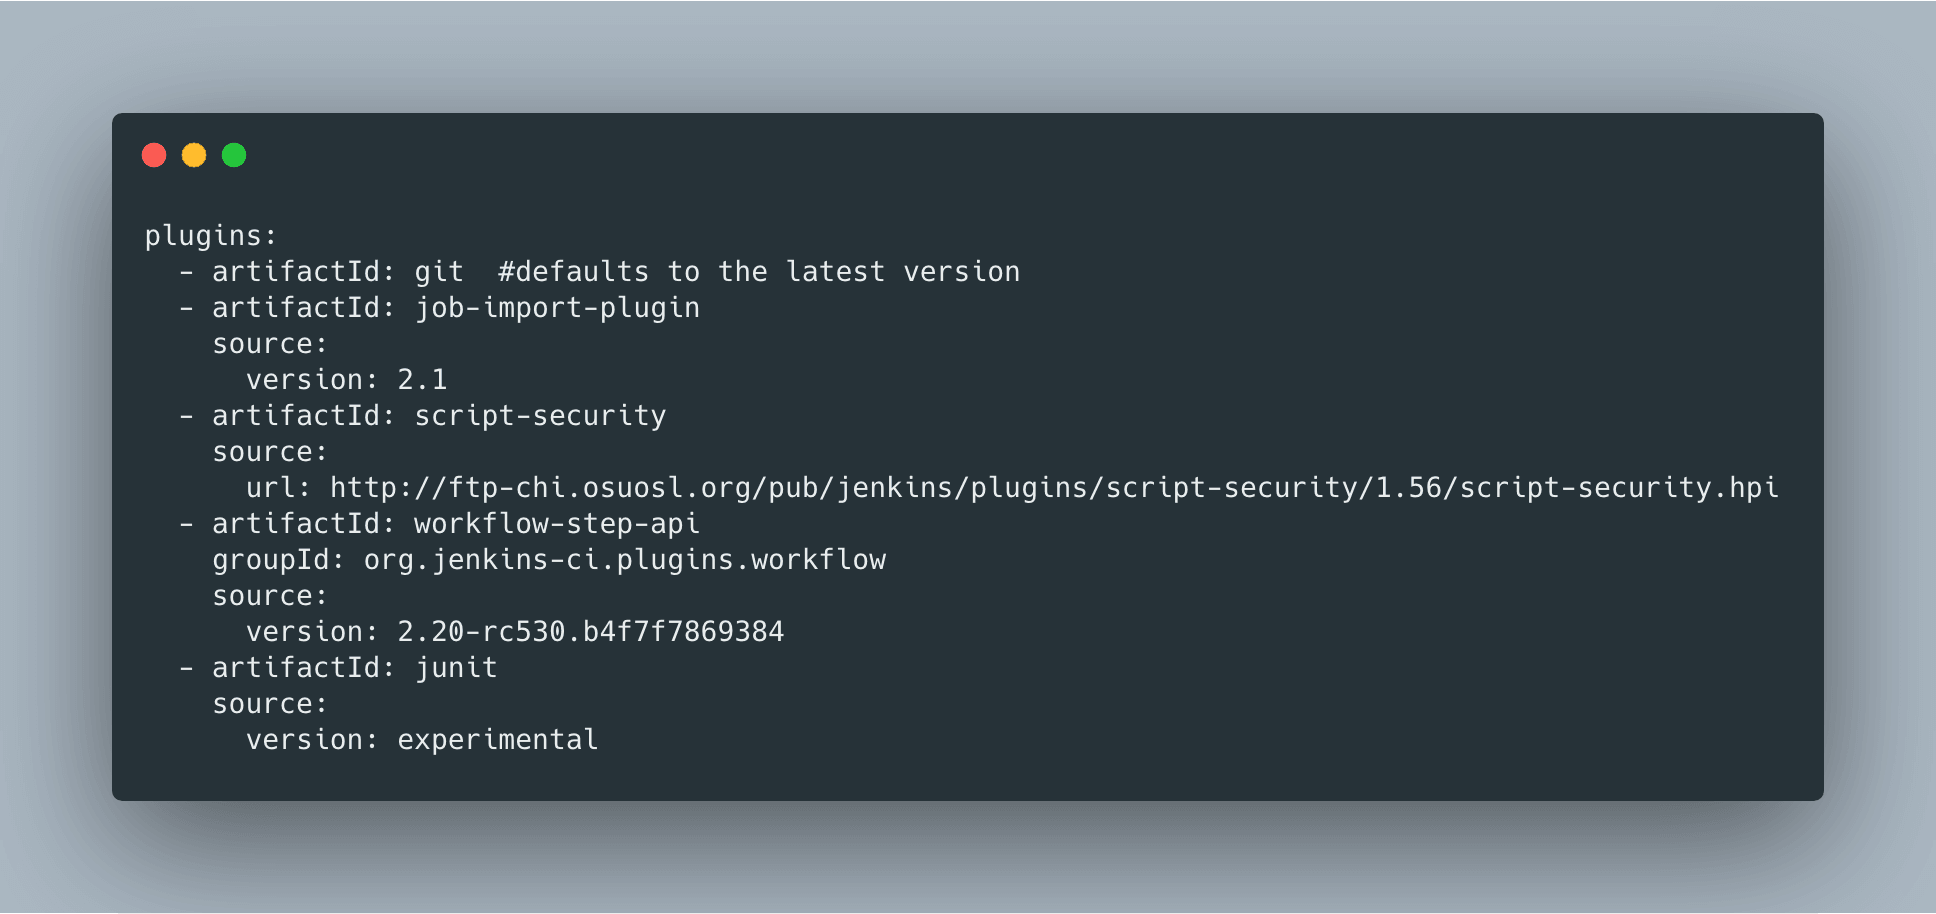 plugins:
  - artifactId: git  #defaults to the latest version
  - artifactId: job-import-plugin
    source:
      version: 2.1
  - artifactId: script-security
    source:
      url: http://ftp-chi.osuosl.org/pub/jenkins/plugins/script-security/1.56/script-security.hpi
  - artifactId: workflow-step-api
    groupId: org.jenkins-ci.plugins.workflow
    source:
      version: 2.20-rc530.b4f7f7869384
  - artifactId: junit
    source:
      version: experimental